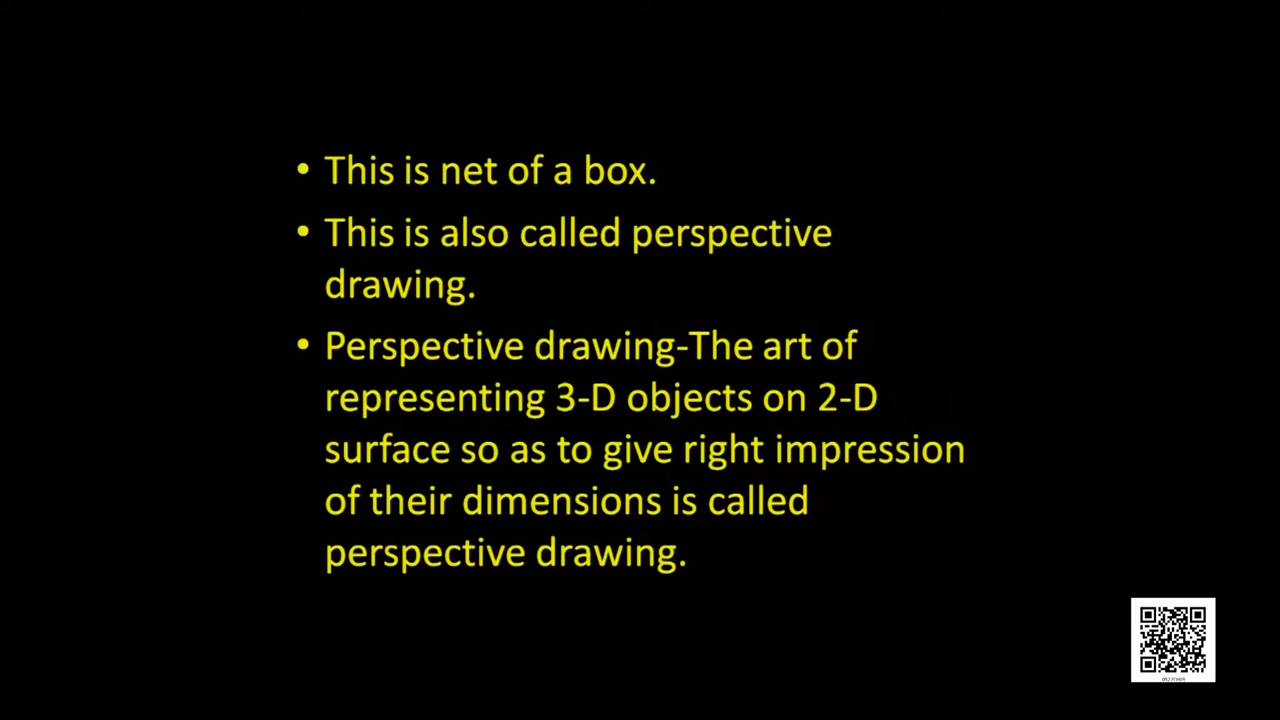 • This is net of a box.
• This is also called perspective
drawing.
• Perspective drawing-The art of
representing 3-D objects on 2-D
surface so as to give right impression
of their dimensions is called
perspective drawing.